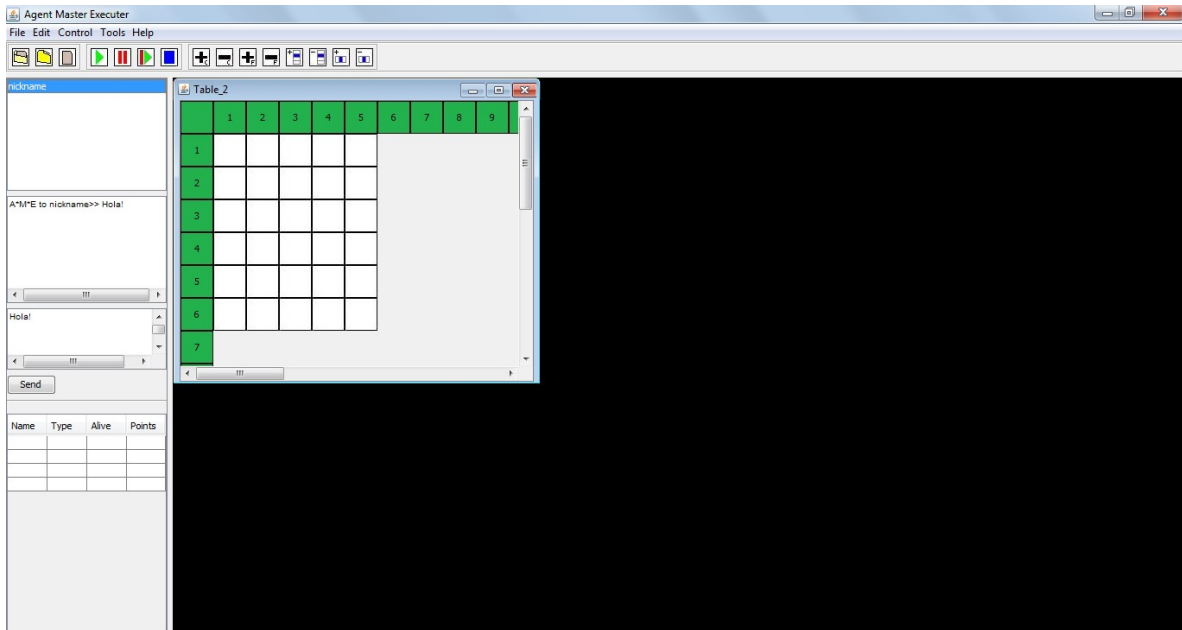 Agent Master Executer
File Edit Control Tools Help
nickname
A*M*E to nickname>> Hola!
Hola!
Send
Name Type Alive Points
Table_2
1 2 3 4 5 6 7 8 9
1
2
3
4
5
6
7